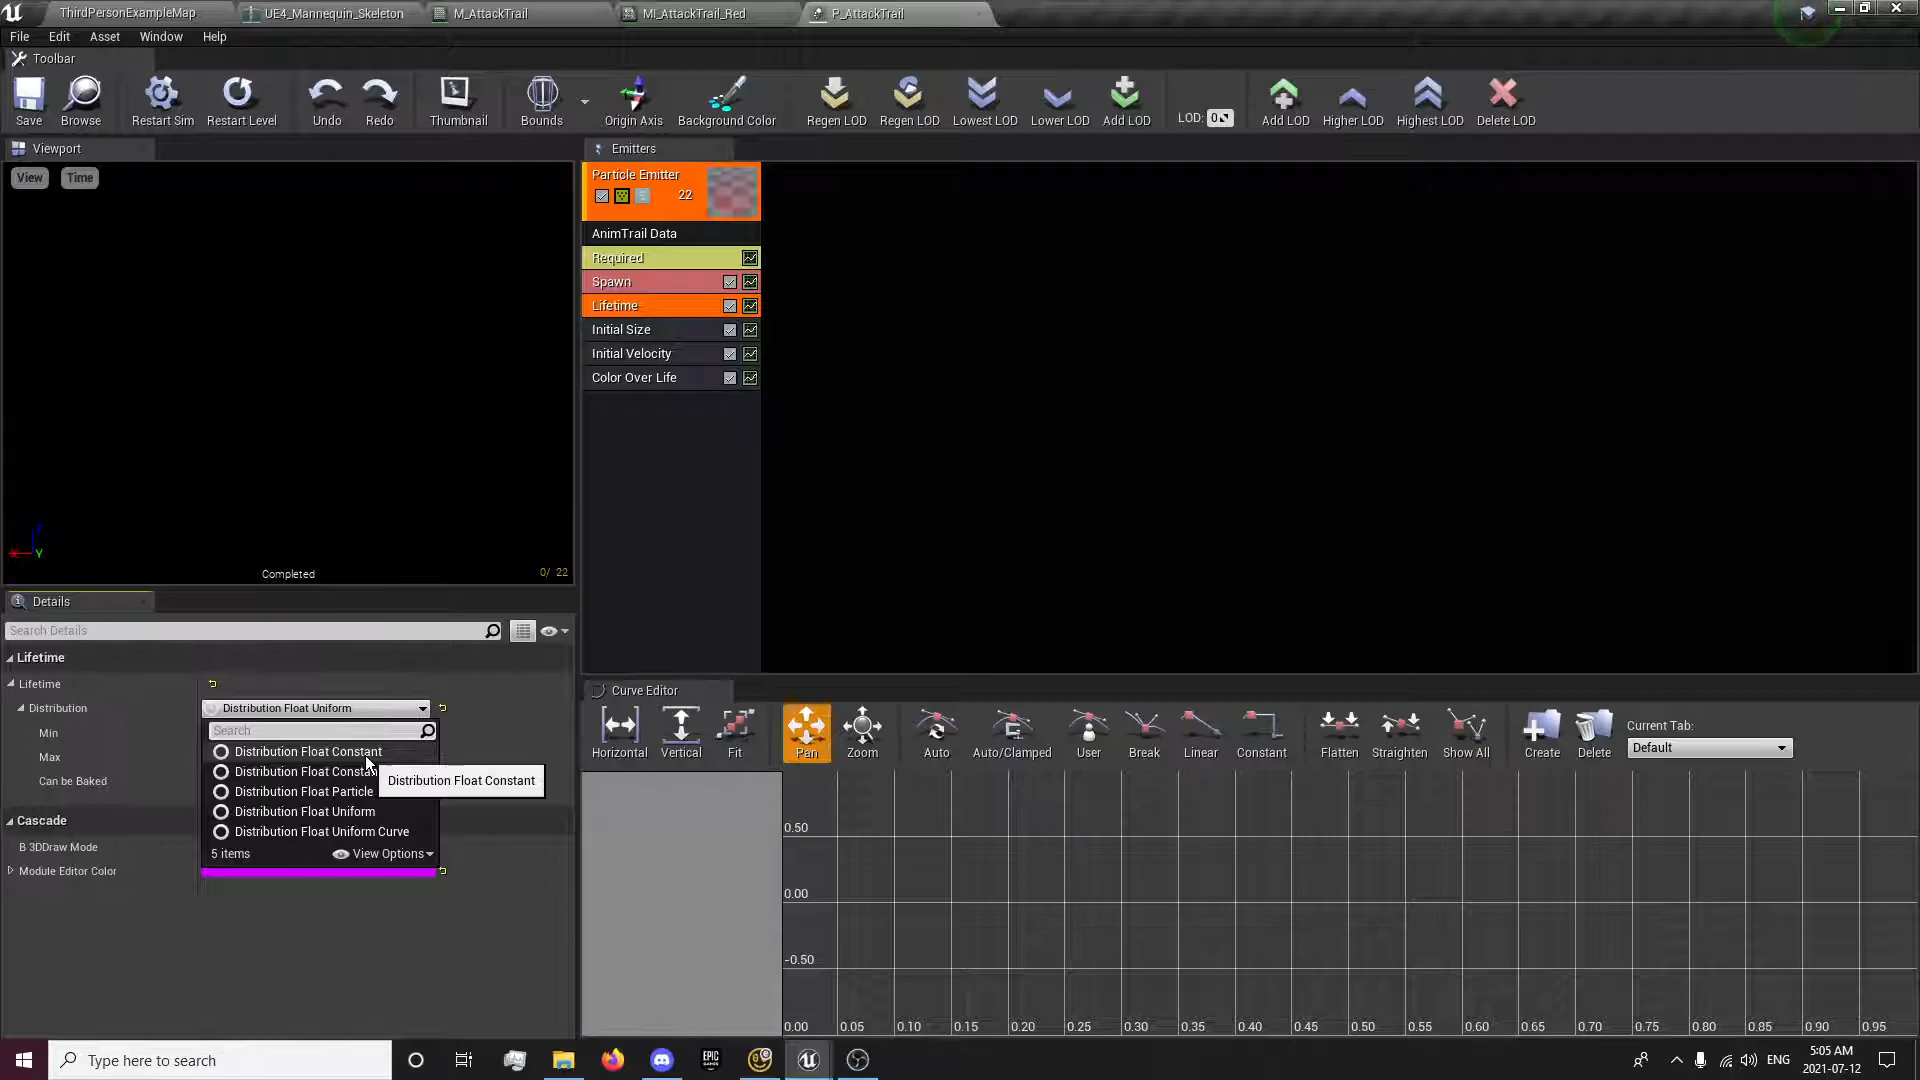 ThirdPersonExampleMap
UE4_Mannequin_Skeleton
M_AttackTrail
MI_AttackTrail_Red
P_AttackTrail
File Edit Asset Window Help
Toolbar
Save Browse Restart Sim Restart Level Undo Redo Thumbnail Bounds Origin Axis Background Color Regen LOD Regen LOD Lowest LOD Lower LOD Add LOD LOD: 0 Add LOD Higher LOD Highest LOD Delete LOD
Viewport
View Time
Completed
0/ 22
Emitters
Particle Emitter
22
AnimTrail Data
Required
Spawn
Lifetime
Initial Size
Initial Velocity
Color Over Life
Details
Search Details
Lifetime
Lifetime
Distribution
Distribution Float Uniform
Min
Max
Can be Baked
Search
Distribution Float Constant
Distribution Float Constan
Distribution Float Constant
Distribution Float Particle
Distribution Float Uniform
Distribution Float Uniform Curve
5 items View Options
Cascade
B 3DDraw Mode
Module Editor Color
Curve Editor
Horizontal Vertical Fit Pan Zoom Auto Auto/Clamped User Break Linear Constant Flatten Straighten Show All Create Delete
Current Tab:
Default
0.50
0.00
-0.50
0.00 0.05 0.10 0.15 0.20 0.25 0.30 0.35 0.40 0.45 0.50 0.55 0.60 0.65 0.70 0.75 0.80 0.85 0.90 0.95
Type here to search
EPIC
ENG
5:05 AM
2021-07-12